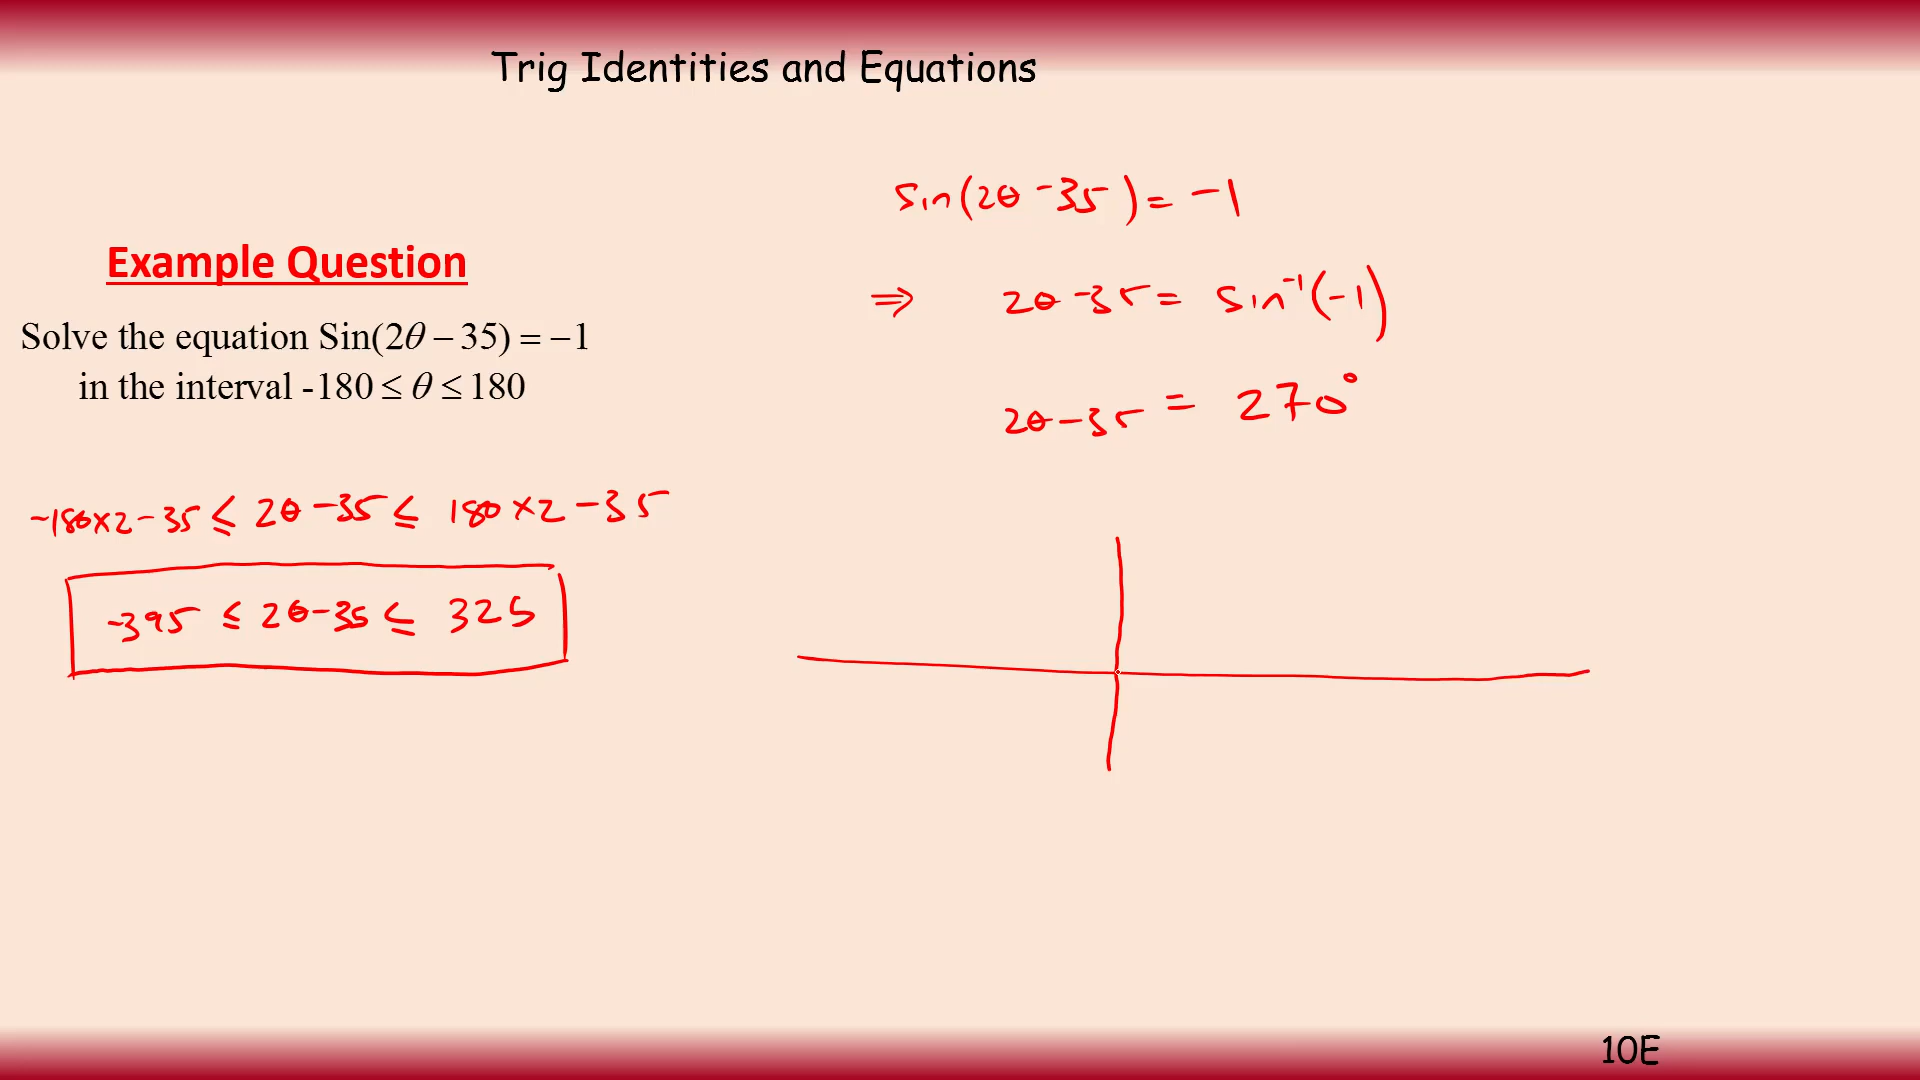 Trig Identities and Equations
Example Question
Solve the equation Sin(2θ − 35) = −1
in the interval -180 ≤ θ ≤ 180
-180×2 - 35 ≤ 2θ - 35 ≤ 180×2 - 35
-395 ≤ 2θ-35 ≤ 325
Sin(2θ - 35) = -1
⇒ 2θ - 35 = Sin⁻¹(-1)
2θ - 35 = 270°
10E